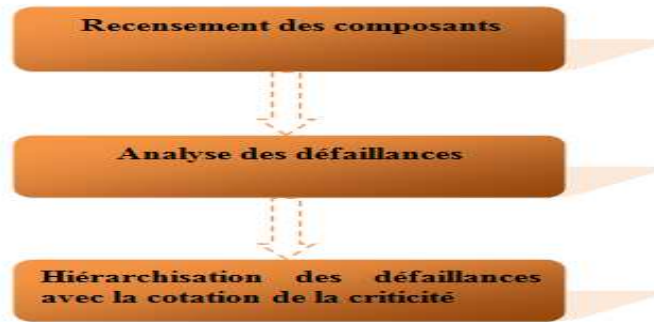 Recensement des composants
Analyse des défaillances
Hiérarchisation des défaillances
avec la cotation de la criticité